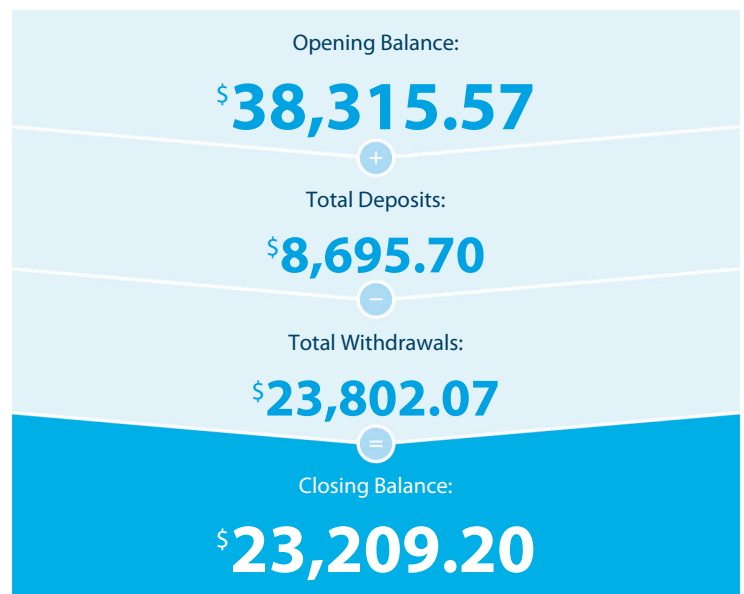 Opening Balance:
$38,315.57
+
Total Deposits:
$8,695.70
−
Total Withdrawals:
$23,802.07
=
Closing Balance:
$23,209.20